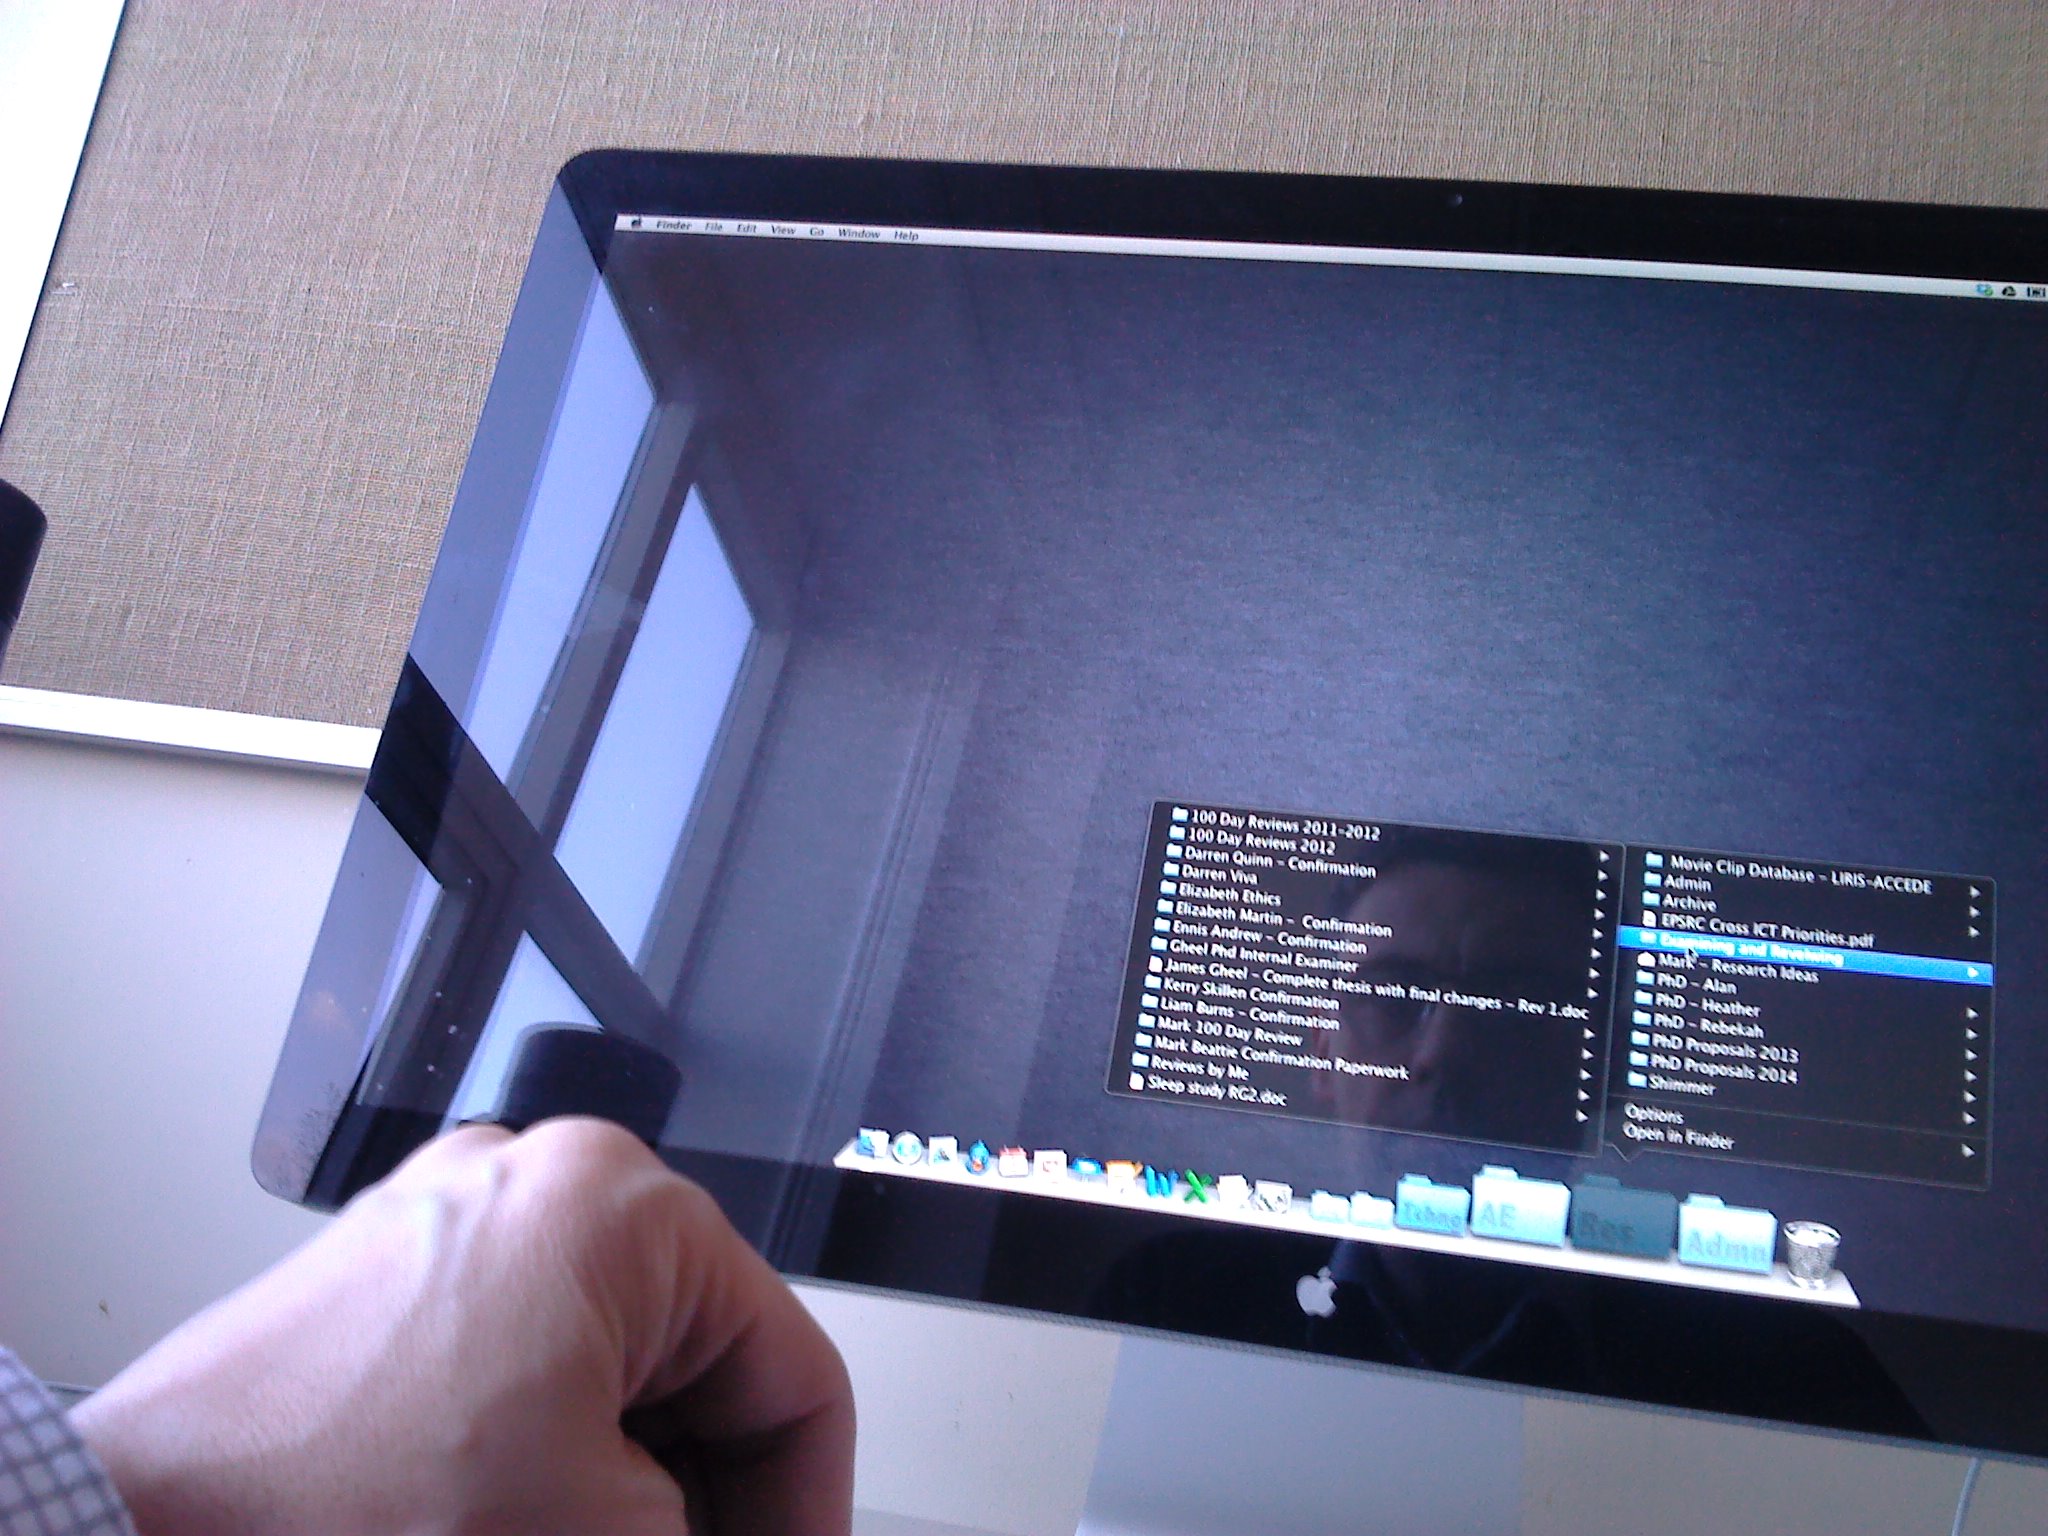 Finder File Edit View Go Window Help
100 Day Reviews 2011-2012
100 Day Reviews 2012
Darren Quinn - Confirmation
Darren Viva
Elizabeth Ethics
Elizabeth Martin - Confirmation
Ennis Andrew - Confirmation
Gheel Phd Internal Examiner
James Gheel - Complete thesis with final changes - Rev 1.doc
Kerry Skillen Confirmation
Liam Burns - Confirmation
Mark 100 Day Review
Mark Beattie Confirmation Paperwork
Reviews by Me
Sleep study RG2.doc
Movie Clip Database - LIRIS-ACCEDE
Admin
Archive
EPSRC Cross ICT Priorities.pdf
and
Mark - Research Ideas
PhD - Alan
PhD - Heather
PhD - Rebekah
PhD Proposals 2013
PhD Proposals 2014
Shimmer
Options
Open in Finder
AE
Res
Admn